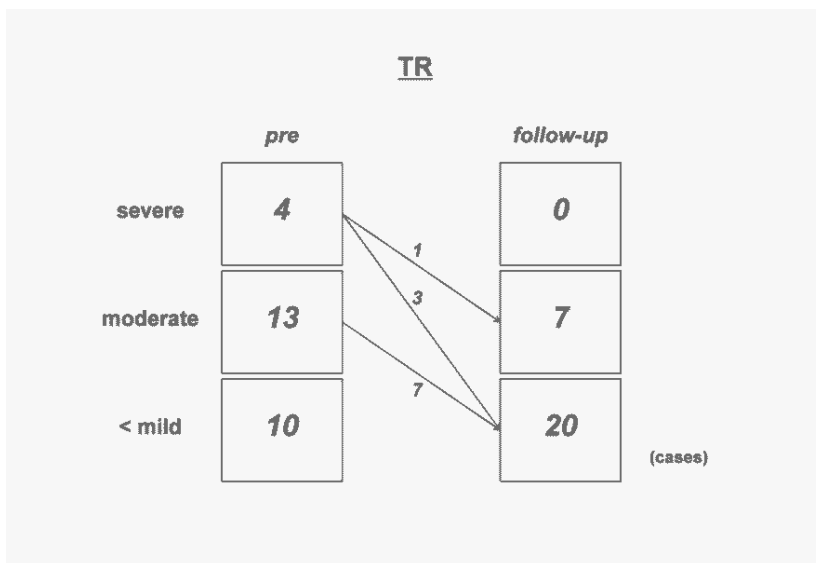 TR
pre follow-up
severe 4 0
1
3
moderate 13 7
7
< mild 10 20
(cases)